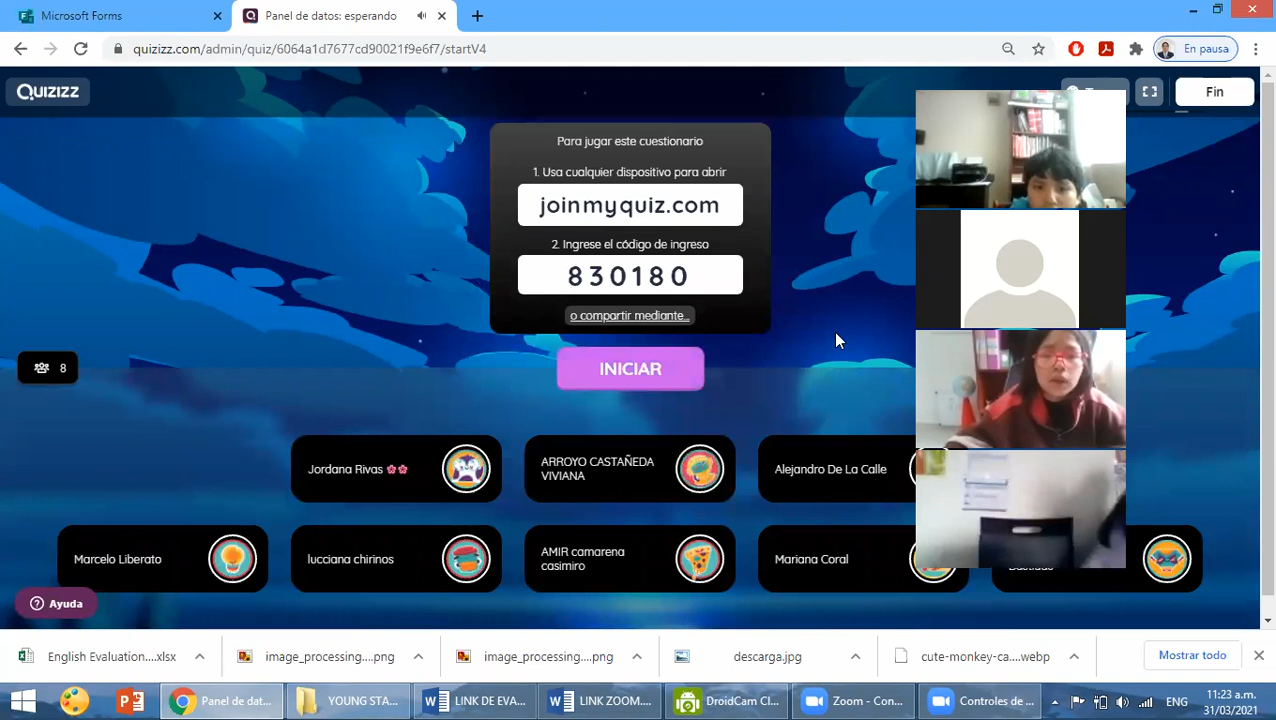 Microsoft Forms
Panel de datos: esperando
quizizz.com/admin/quiz/6064a1d7677cd90021f9e6f7/startV4
En pausa
Quizizz
Fin
Para jugar este cuestionario
1. Usa cualquier dispositivo para abrir
joinmyquiz.com
2. Ingrese el código de ingreso
830180
o compartir mediante...
INICIAR
8
Jordana Rivas 🌸🌸
ARROYO CASTAÑEDA
VIVIANA
Alejandro De La Calle
Marcelo Liberato
lucciana chirinos
AMIR camarena
casimiro
Mariana Coral
Ayuda
English Evaluation....xlsx
image_processing....png
image_processing....png
descarga.jpg
cute-monkey-ca....webp
Mostrar todo
Panel de dat...
YOUNG STA...
LINK DE EVA...
LINK ZOOM....
DroidCam Cl...
Zoom - Con...
Controles de ...
ENG
11:23 a.m.
31/03/2021